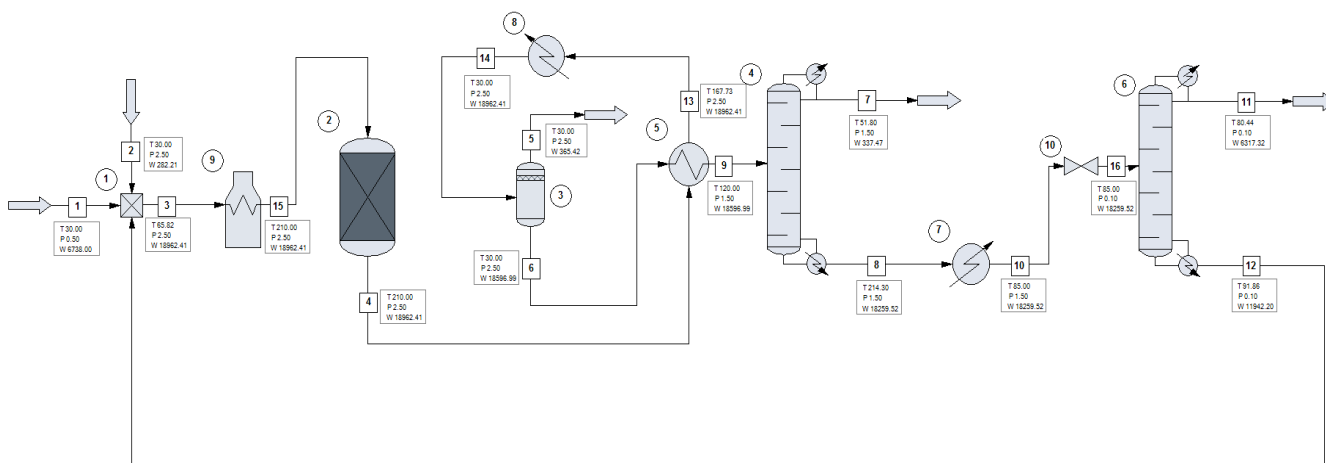 8
14
T 30.00
P 2.50
W 18962.41
13
T 167.73
P 2.50
W 18962.41
4
7
T 51.80
P 1.50
W 337.47
6
11
T 80.44
P 0.10
W 6317.32
2
T 30.00
P 2.50
W 282.21
9
2
5
T 30.00
P 2.50
W 365.42
5
9
T 120.00
P 1.50
W 18596.99
10
16
T 85.00
P 0.10
W 18259.52
1
1
T 30.00
P 0.50
W 6738.00
3
T 65.82
P 2.50
W 18962.41
15
T 210.00
P 2.50
W 18962.41
3
6
T 30.00
P 2.50
W 18596.99
4
T 210.00
P 2.50
W 18962.41
8
T 214.30
P 1.50
W 18259.52
7
10
T 85.00
P 1.50
W 18259.52
12
T 91.86
P 0.10
W 11942.20